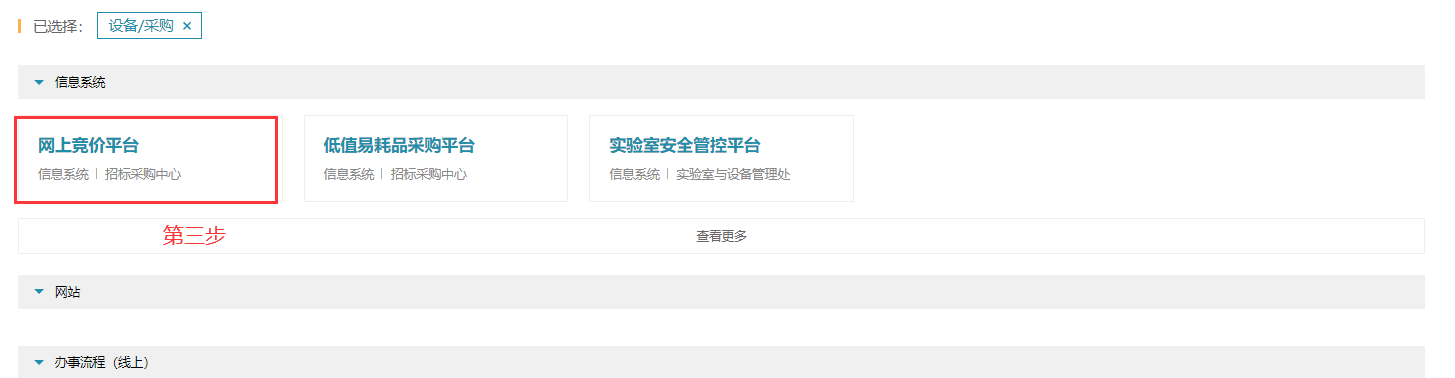 已选择： 设备/采购 ×
信息系统
网上竞价平台
信息系统 | 招标采购中心
低值易耗品采购平台
信息系统 | 招标采购中心
实验室安全管控平台
信息系统 | 实验室与设备管理处
第三步
查看更多
网站
办事流程（线上）